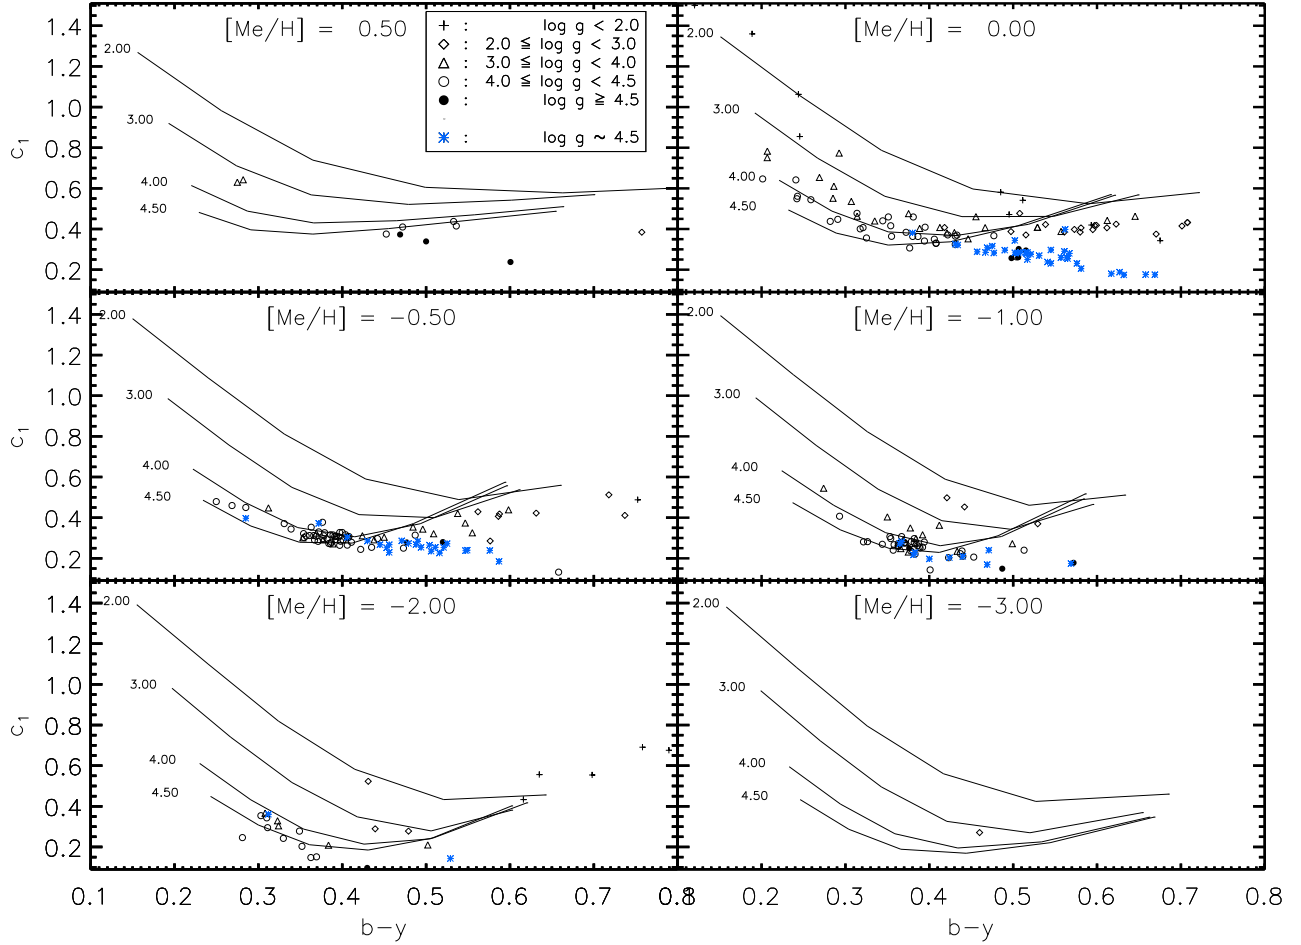 [Me/H] = 0.50
+ : log g < 2.0
◇ : 2.0 ≦ log g < 3.0
△ : 3.0 ≦ log g < 4.0
○ : 4.0 ≦ log g < 4.5
● : log g ≧ 4.5
✳ : log g ~ 4.5
1.4
1.2
1.0
0.8
0.6
0.4
0.2
c1
2.00
3.00
4.00
4.50
[Me/H] = 0.00
2.00
3.00
4.00
4.50
[Me/H] = −0.50
1.4
1.2
1.0
0.8
0.6
0.4
0.2
c1
2.00
3.00
4.00
4.50
[Me/H] = −1.00
2.00
3.00
4.00
4.50
[Me/H] = −2.00
1.4
1.2
1.0
0.8
0.6
0.4
0.2
c1
2.00
3.00
4.00
4.50
[Me/H] = −3.00
2.00
3.00
4.00
4.50
0.1 0.2 0.3 0.4 0.5 0.6 0.7 0.8
0.2 0.3 0.4 0.5 0.6 0.7 0.8
b−y
b−y